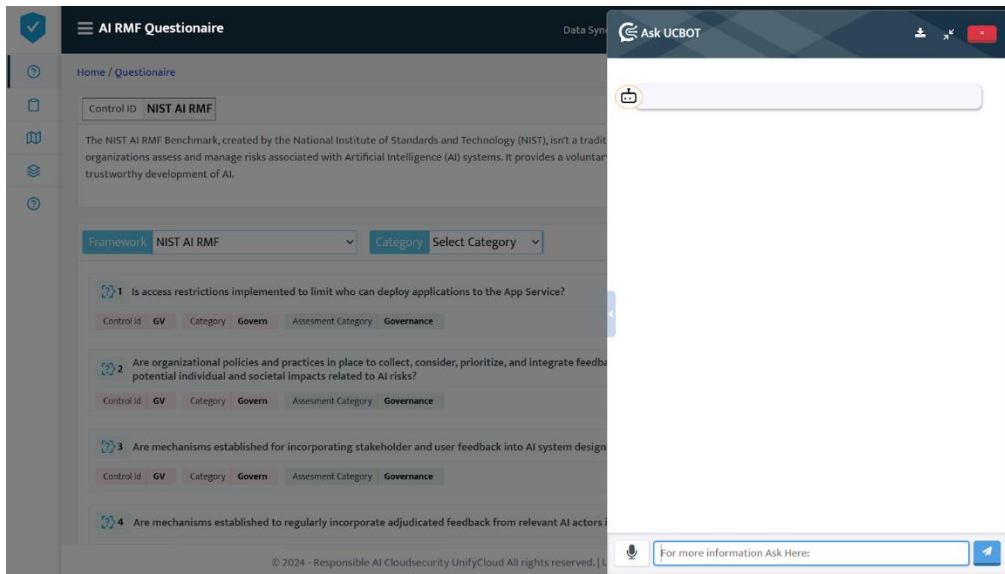 AI RMF Questionaire
Data Syn
Home / Questionaire
Control ID NIST AI RMF
The NIST AI RMF Benchmark, created by the National Institute of Standards and Technology (NIST), isn't a tradit
organizations assess and manage risks associated with Artificial Intelligence (AI) systems. It provides a voluntar
trustworthy development of AI.
Framework NIST AI RMF Category Select Category
1 Is access restrictions implemented to limit who can deploy applications to the App Service?
Control Id GV Category Govern Assesment Category Governance
2 Are organizational policies and practices in place to collect, consider, prioritize, and integrate feedba
potential individual and societal impacts related to AI risks?
Control Id GV Category Govern Assesment Category Governance
3 Are mechanisms established for incorporating stakeholder and user feedback into AI system design
Control Id GV Category Govern Assesment Category Governance
4 Are mechanisms established to regularly incorporate adjudicated feedback from relevant AI actors i
© 2024 - Responsible AI Cloudsecurity UnifyCloud All rights reserved. |
Ask UCBOT
For more information Ask Here: